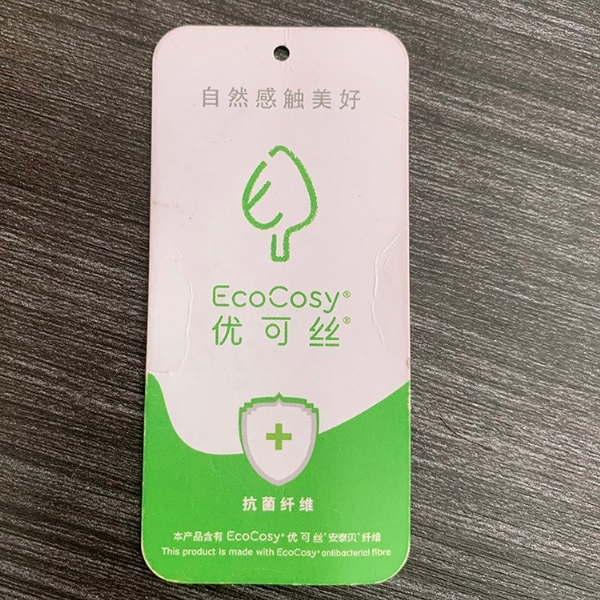 自然感触美好
EcoCosy®
优可丝®
抗菌纤维
本产品含有 EcoCosy® 优可丝® 安泰贝® 纤维
This product is made with EcoCosy® antibacterial fibre